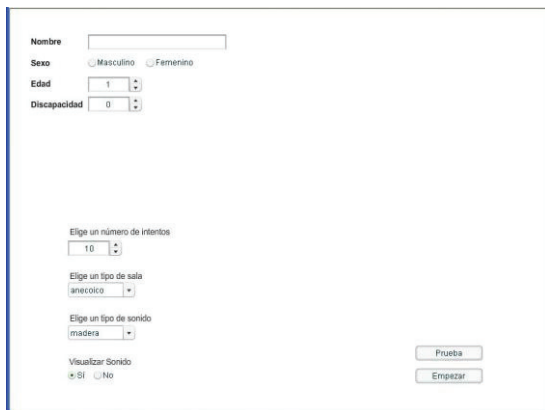 Nombre
Sexo Masculino Femenino
Edad 1
Discapacidad 0
Elige un número de intentos
10
Elige un tipo de sala
anecoico
Elige un tipo de sonido
madera
Visualizar Sonido
Sí No
Prueba
Empezar